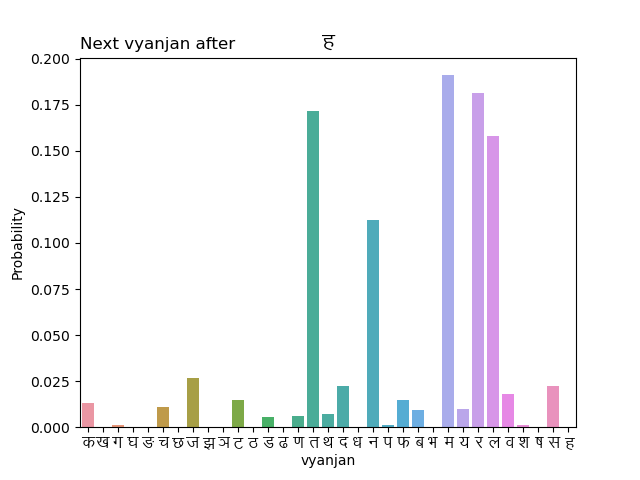 Next vyanjan after ह
0.200
0.175
0.150
0.125
0.100
0.075
0.050
0.025
0.000
Probability
क ख ग घ ङ च छ ज झ ञ ट ठ ड ढ ण त थ द ध न प फ ब भ म य र ल व श ष स ह
vyanjan